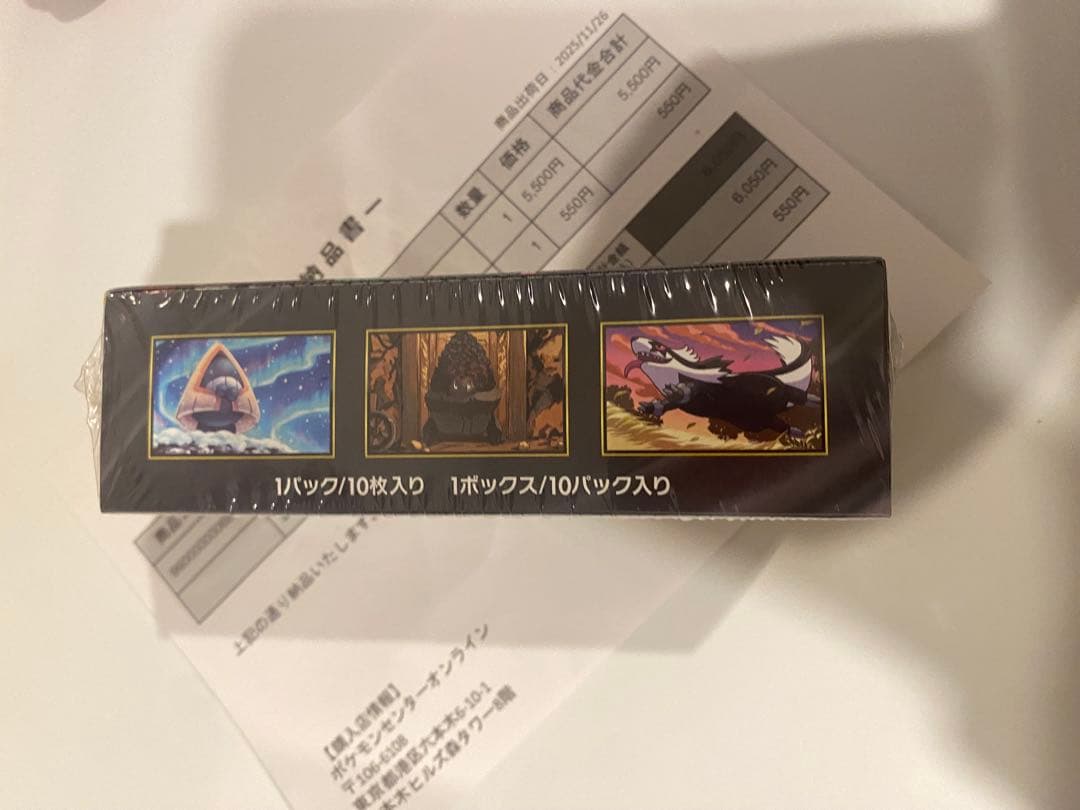 納品書 ー
商品出荷日：2025/11/26
数量 価格 商品代金合計
1 5,500円 5,500円
1 550円 550円
6,050円
550円
1パック/10枚入り 1ボックス/10パック入り
上記の通り納品いたします。
【購入店情報】
ポケモンセンターオンライン
〒106-6108
東京都港区六本木6-10-1
木ヒルズ森タワー8階